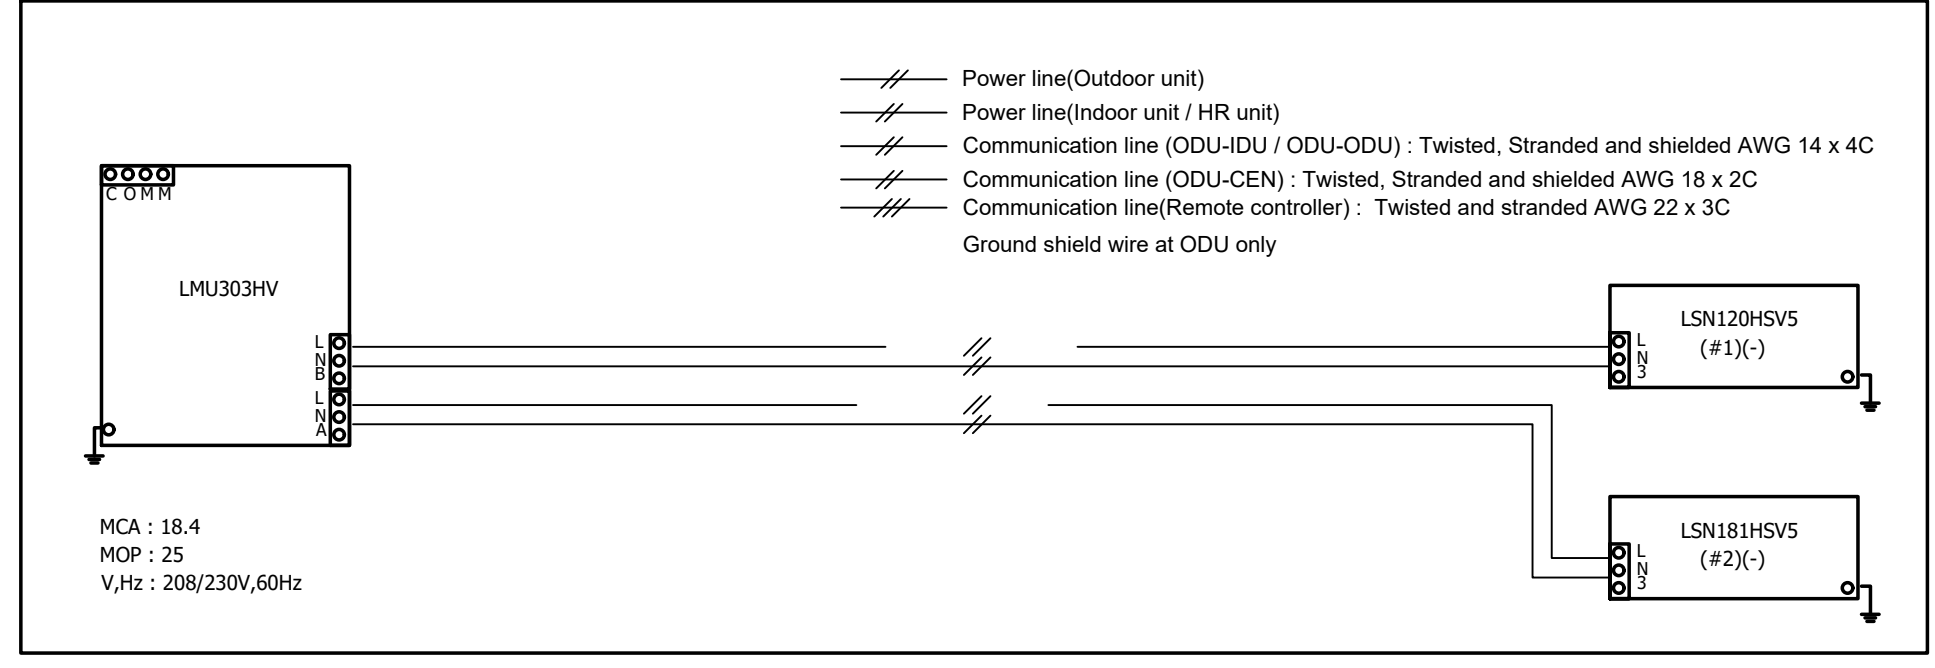 Power line(Outdoor unit)
Power line(Indoor unit / HR unit)
Communication line (ODU-IDU / ODU-ODU) : Twisted, Stranded and shielded AWG 14 x 4C
Communication line (ODU-CEN) : Twisted, Stranded and shielded AWG 18 x 2C
Communication line(Remote controller) : Twisted and stranded AWG 22 x 3C
Ground shield wire at ODU only
C O M M
LMU303HV
L
N
B
L
N
A
LSN120HSV5
(#1)(-)
L
N
3
LSN181HSV5
(#2)(-)
L
N
3
MCA : 18.4
MOP : 25
V,Hz : 208/230V,60Hz